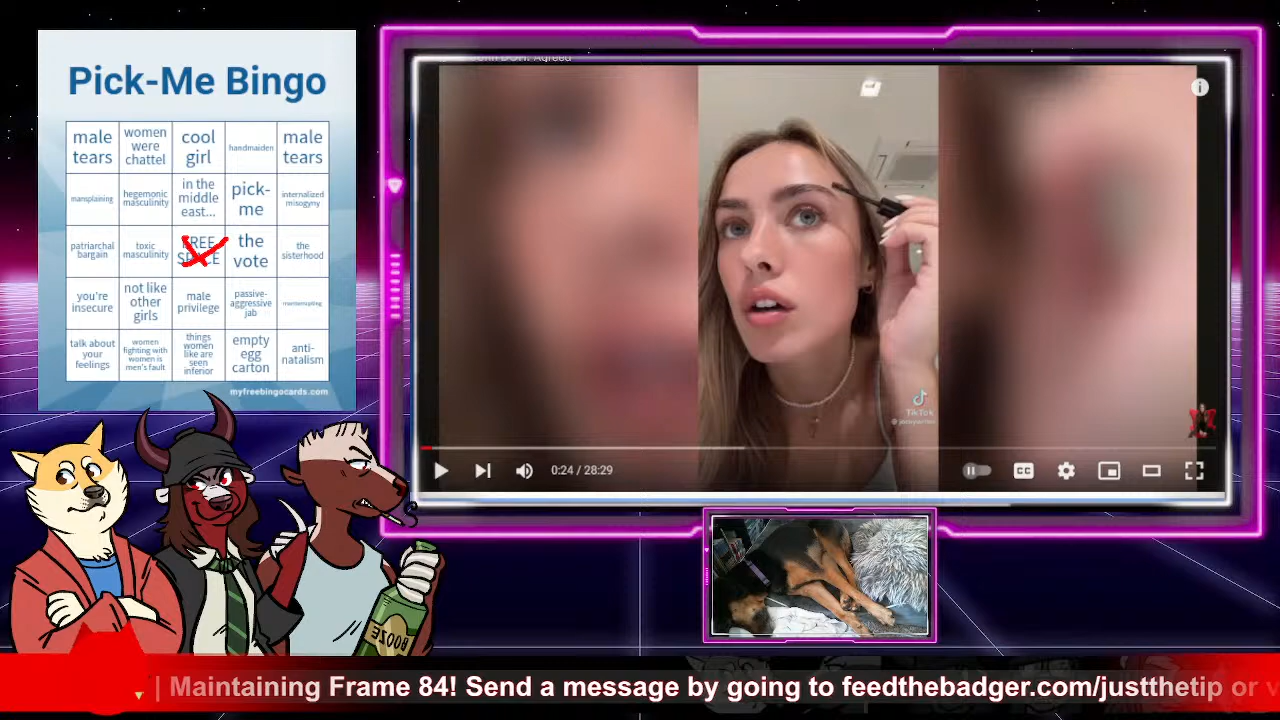 Pick-Me Bingo
male tears
women were chattel
cool girl
handmaiden
male tears
mansplaining
hegemonic masculinity
in the middle east...
pick-me
internalized misogyny
patriarchal bargain
toxic masculinity
FREE SPACE
the vote
the sisterhood
you're insecure
not like other girls
male privilege
passive-aggressive jab
manterrupting
talk about your feelings
women fighting with women is men's fault
things women like are seen inferior
empty egg carton
anti-natalism
myfreebingocards.com
Agreed
TikTok
0:24 / 28:29
CC
BOOZE
| Maintaining Frame 84! Send a message by going to feedthebadger.com/justthetip or v